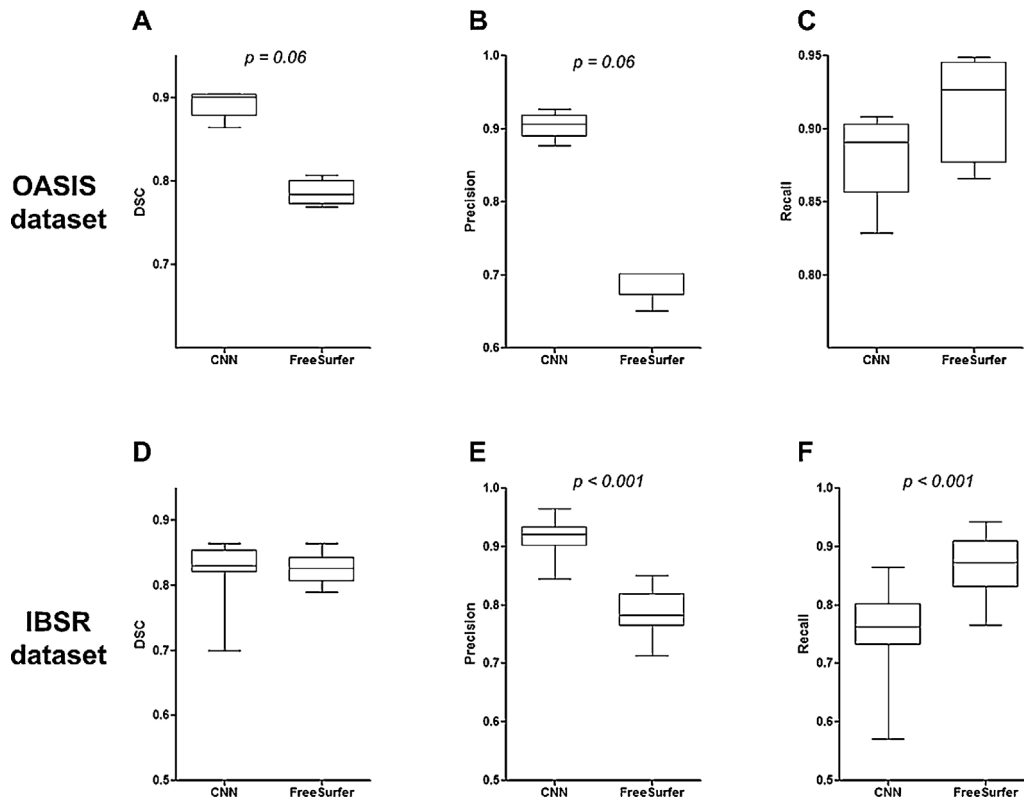 A
p = 0.06
0.9
0.8
0.7
DSC
CNN FreeSurfer
B
p = 0.06
1.0
0.9
0.8
0.7
0.6
Precision
CNN FreeSurfer
C
0.95
0.90
0.85
0.80
Recall
CNN FreeSurfer
OASIS
dataset
D
0.9
0.8
0.7
0.6
0.5
DSC
CNN FreeSurfer
E
p < 0.001
1.0
0.9
0.8
0.7
0.6
0.5
Precision
CNN FreeSurfer
F
p < 0.001
1.0
0.9
0.8
0.7
0.6
0.5
Recall
CNN FreeSurfer
IBSR
dataset